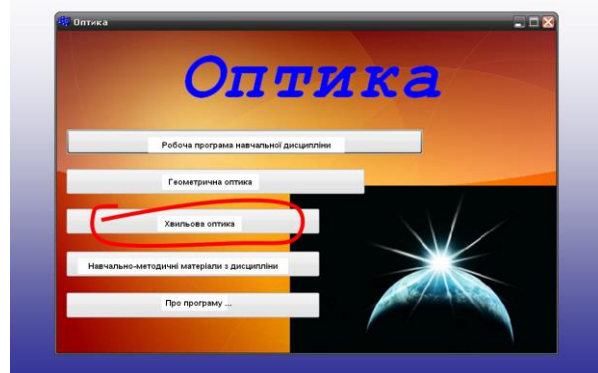 Оптика
Оптика
Робоча програма навчальної дисципліни
Геометрична оптика
Хвильова оптика
Навчально-методичні матеріали з дисципліни
Про програму ...